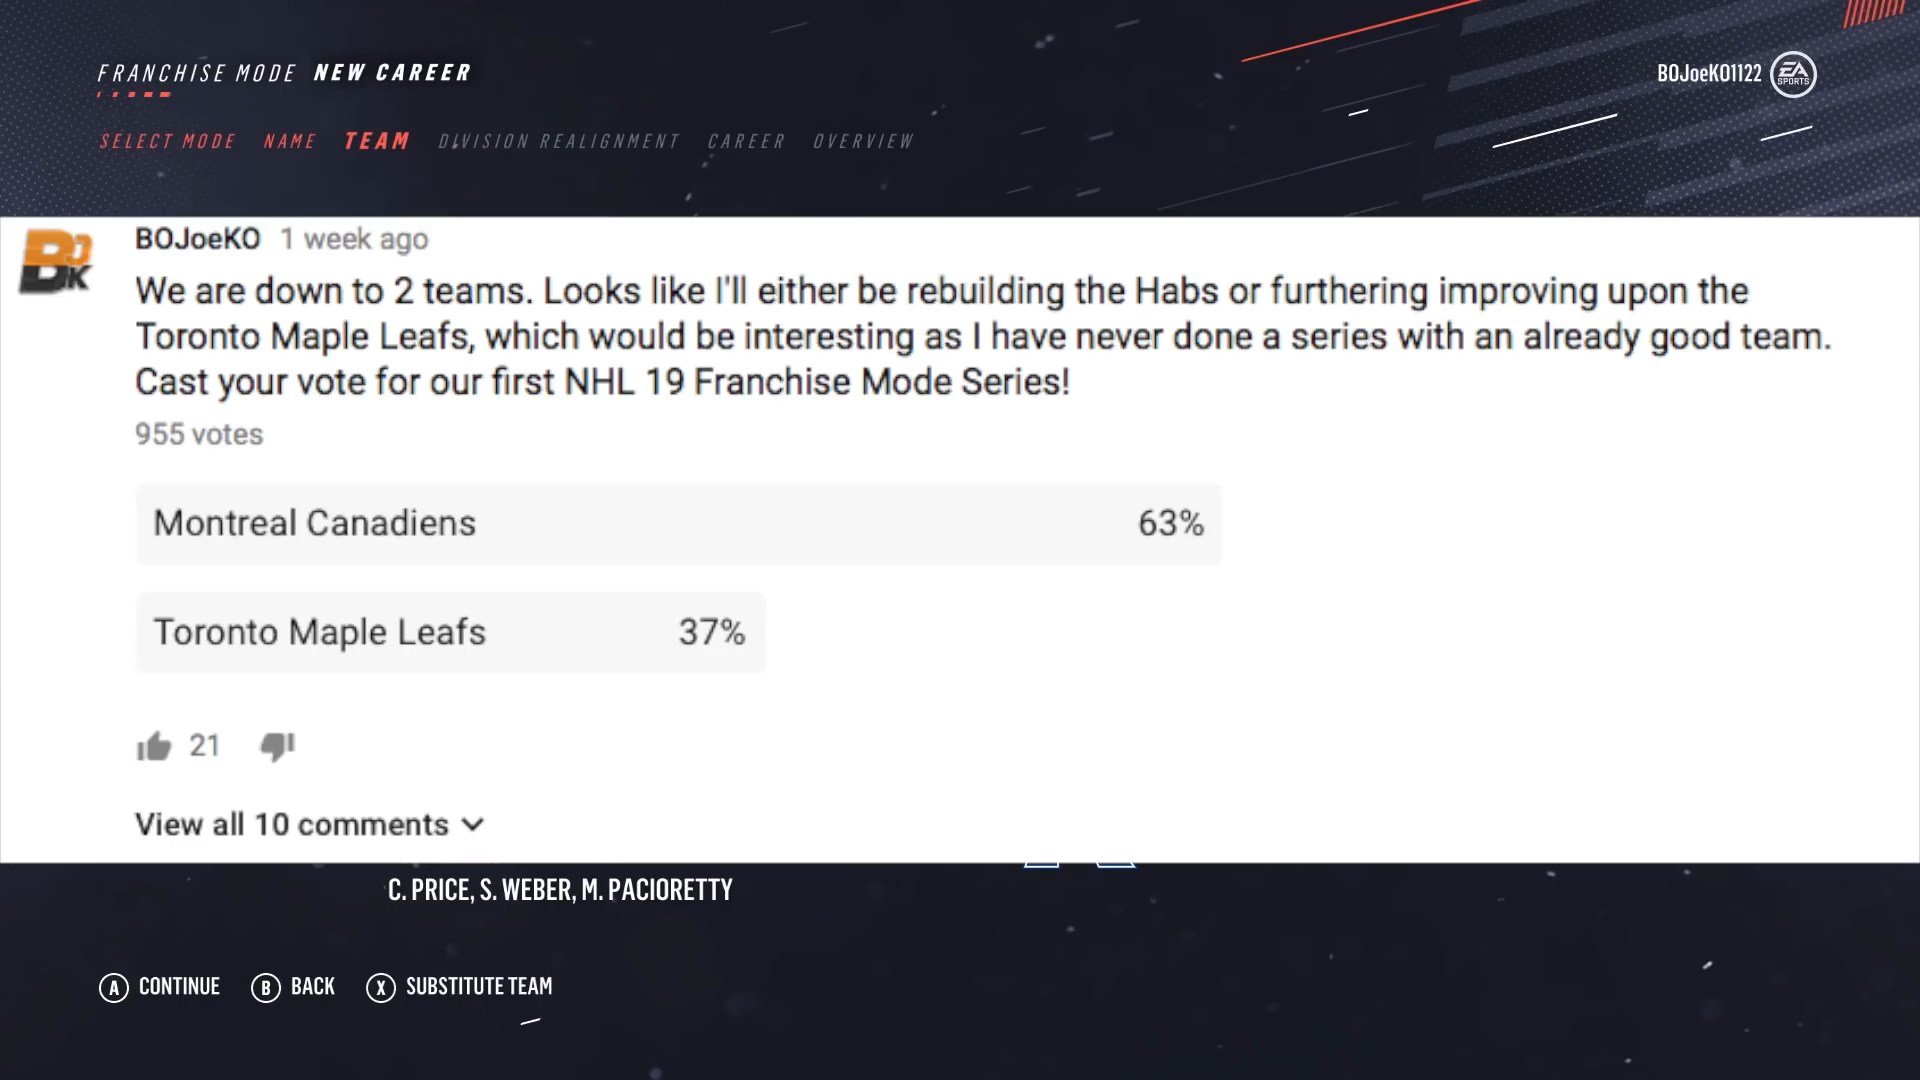 FRANCHISE MODE NEW CAREER
BOJoeKO1122
EA SPORTS
SELECT MODE NAME TEAM DIVISION REALIGNMENT CAREER OVERVIEW
BJK
BOJoeKO 1 week ago
We are down to 2 teams. Looks like I'll either be rebuilding the Habs or furthering improving upon the
Toronto Maple Leafs, which would be interesting as I have never done a series with an already good team.
Cast your vote for our first NHL 19 Franchise Mode Series!
955 votes
Montreal Canadiens 63%
Toronto Maple Leafs 37%
21
View all 10 comments
C. PRICE, S. WEBER, M. PACIORETTY
A CONTINUE B BACK X SUBSTITUTE TEAM